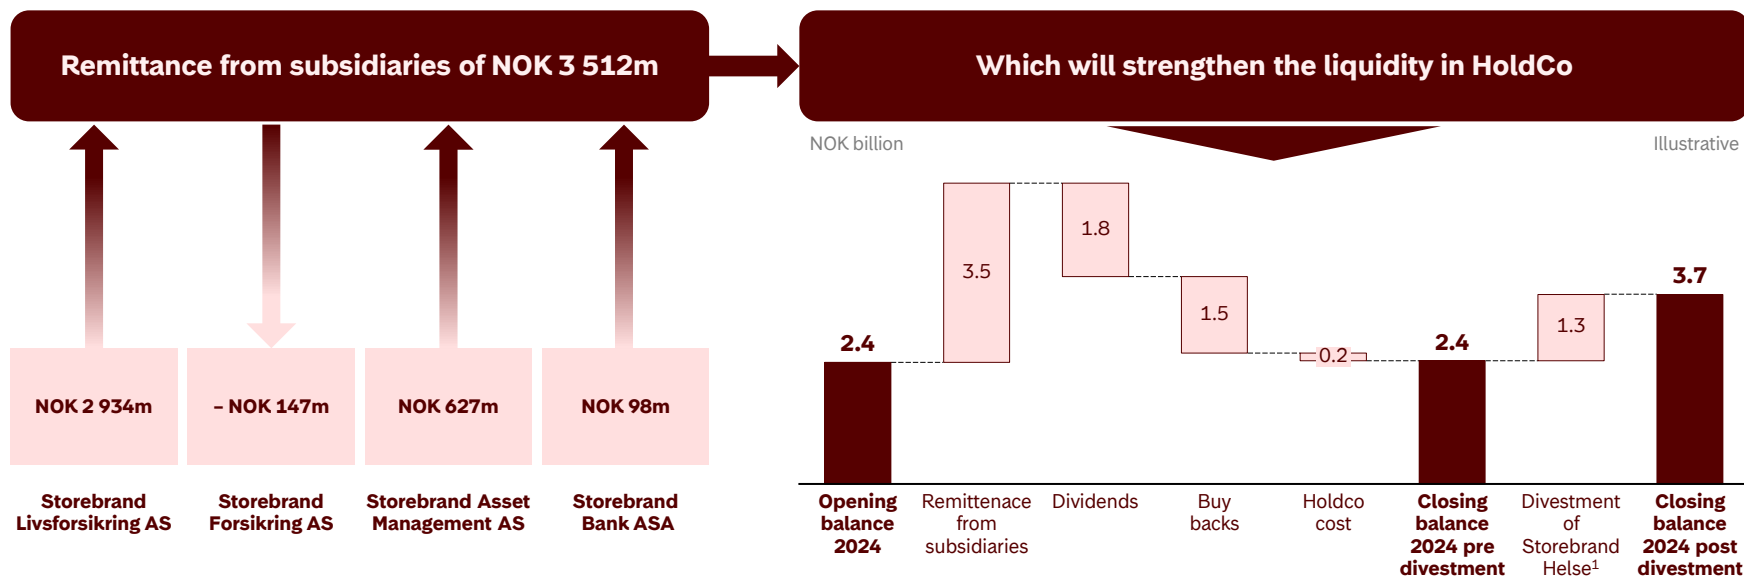 Remittance from subsidiaries of NOK 3 512m
Which will strengthen the liquidity in HoldCo
NOK 2 934m
– NOK 147m
NOK 627m
NOK 98m
Storebrand
Livsforsikring AS
Storebrand
Forsikring AS
Storebrand Asset
Management AS
Storebrand
Bank ASA
NOK billion
Illustrative
2.4
3.5
1.8
1.5
0.2
2.4
1.3
3.7
Opening
balance
2024
Remittenace
from
subsidiaries
Dividends
Buy
backs
Holdco
cost
Closing
balance
2024 pre
divestment
Divestment
of
Storebrand
Helse¹
Closing
balance
2024 post
divestment